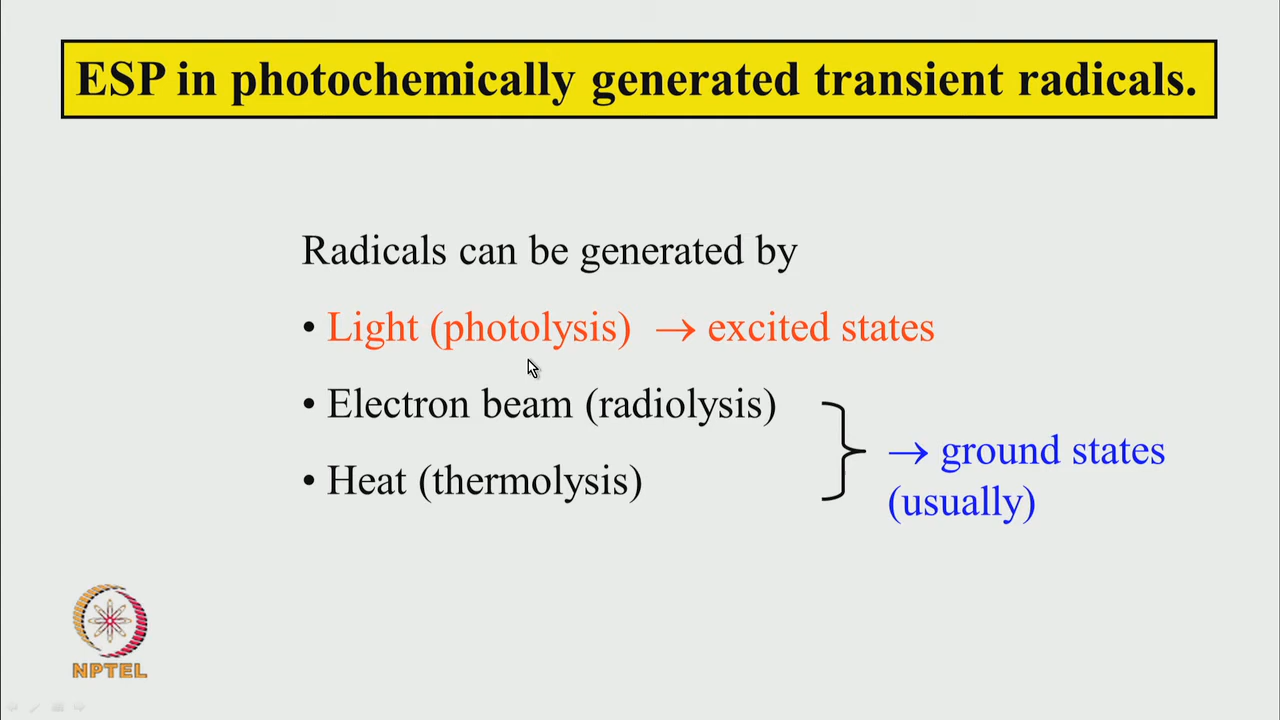 ESP in photochemically generated transient radicals.
Radicals can be generated by
• Light (photolysis) → excited states
• Electron beam (radiolysis)
• Heat (thermolysis)
→ ground states
(usually)
NPTEL